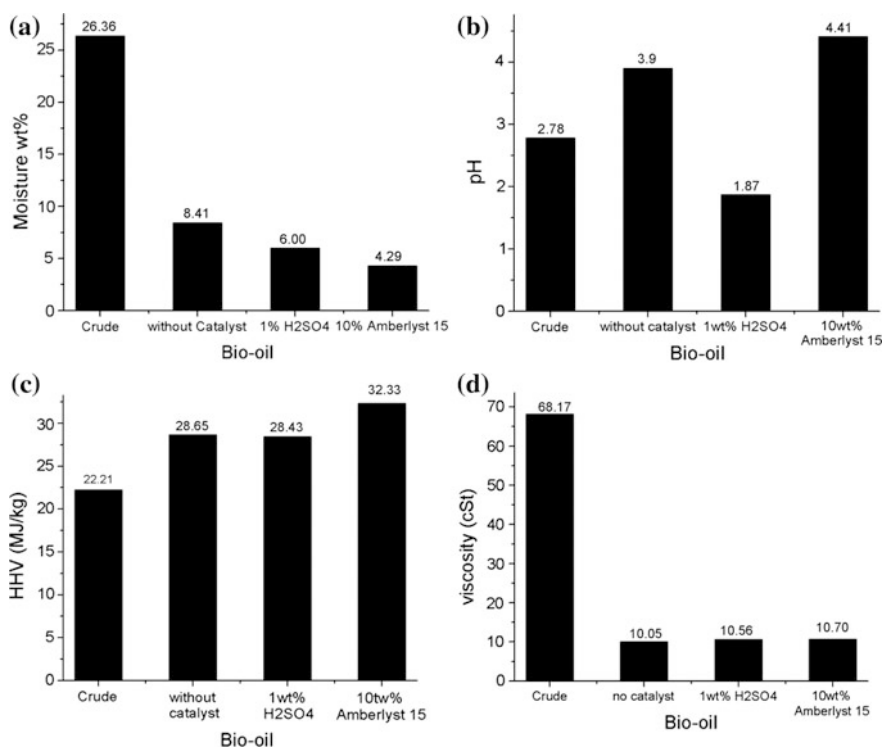 (a)
26.36
8.41
6.00
4.29
25
20
15
10
5
0
Moisture wt%
Crude without Catalyst 1% H2SO4 10% Amberlyst 15
Bio-oil
(b)
2.78
3.9
1.87
4.41
4
3
2
1
0
pH
Crude without catalyst 1wt% H2SO4 10wt%
Amberlyst 15
Bio-oil
(c)
22.21
28.65
28.43
32.33
30
25
20
15
10
5
0
HHV (MJ/kg)
Crude without 1wt% 10tw%
catalyst H2SO4 Amberlyst 15
Bio-oil
(d)
68.17
10.05
10.56
10.70
70
60
50
40
30
20
10
0
viscosity (cSt)
Crude no catalyst 1wt% H2SO4 10wt%
Amberlyst 15
Bio-oil